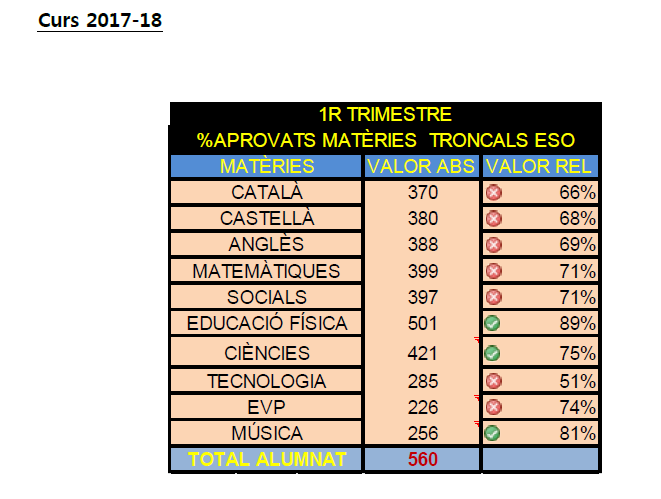 Curs 2017-18
1R TRIMESTRE
%APROVATS MATÈRIES TRONCALS ESO
MATÈRIES VALOR ABS VALOR REL
CATALÀ 370 66%
CASTELLÀ 380 68%
ANGLÈS 388 69%
MATEMÀTIQUES 399 71%
SOCIALS 397 71%
EDUCACIÓ FÍSICA 501 89%
CIÈNCIES 421 75%
TECNOLOGIA 285 51%
EVP 226 74%
MÚSICA 256 81%
TOTAL ALUMNAT 560